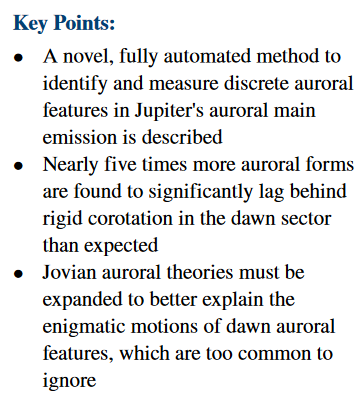 Key Points:
• A novel, fully automated method to
identify and measure discrete auroral
features in Jupiter's auroral main
emission is described
• Nearly five times more auroral forms
are found to significantly lag behind
rigid corotation in the dawn sector
than expected
• Jovian auroral theories must be
expanded to better explain the
enigmatic motions of dawn auroral
features, which are too common to
ignore